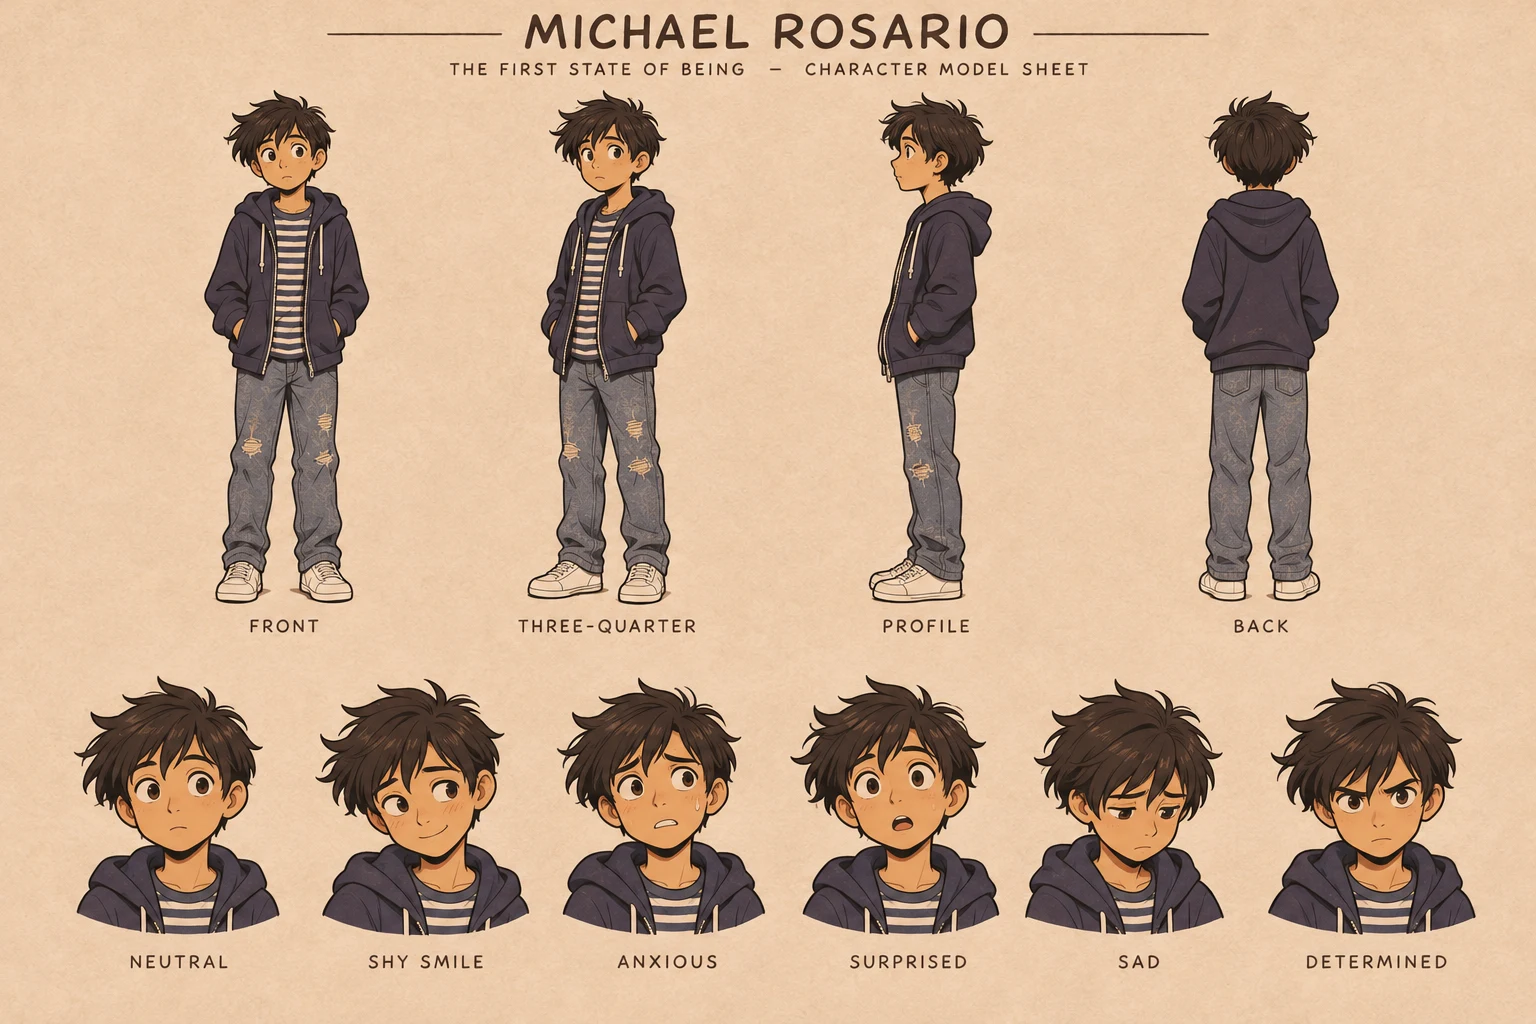 MICHAEL ROSARIO
THE FIRST STATE OF BEING – CHARACTER MODEL SHEET
FRONT
THREE-QUARTER
PROFILE
BACK
NEUTRAL
SHY SMILE
ANXIOUS
SURPRISED
SAD
DETERMINED